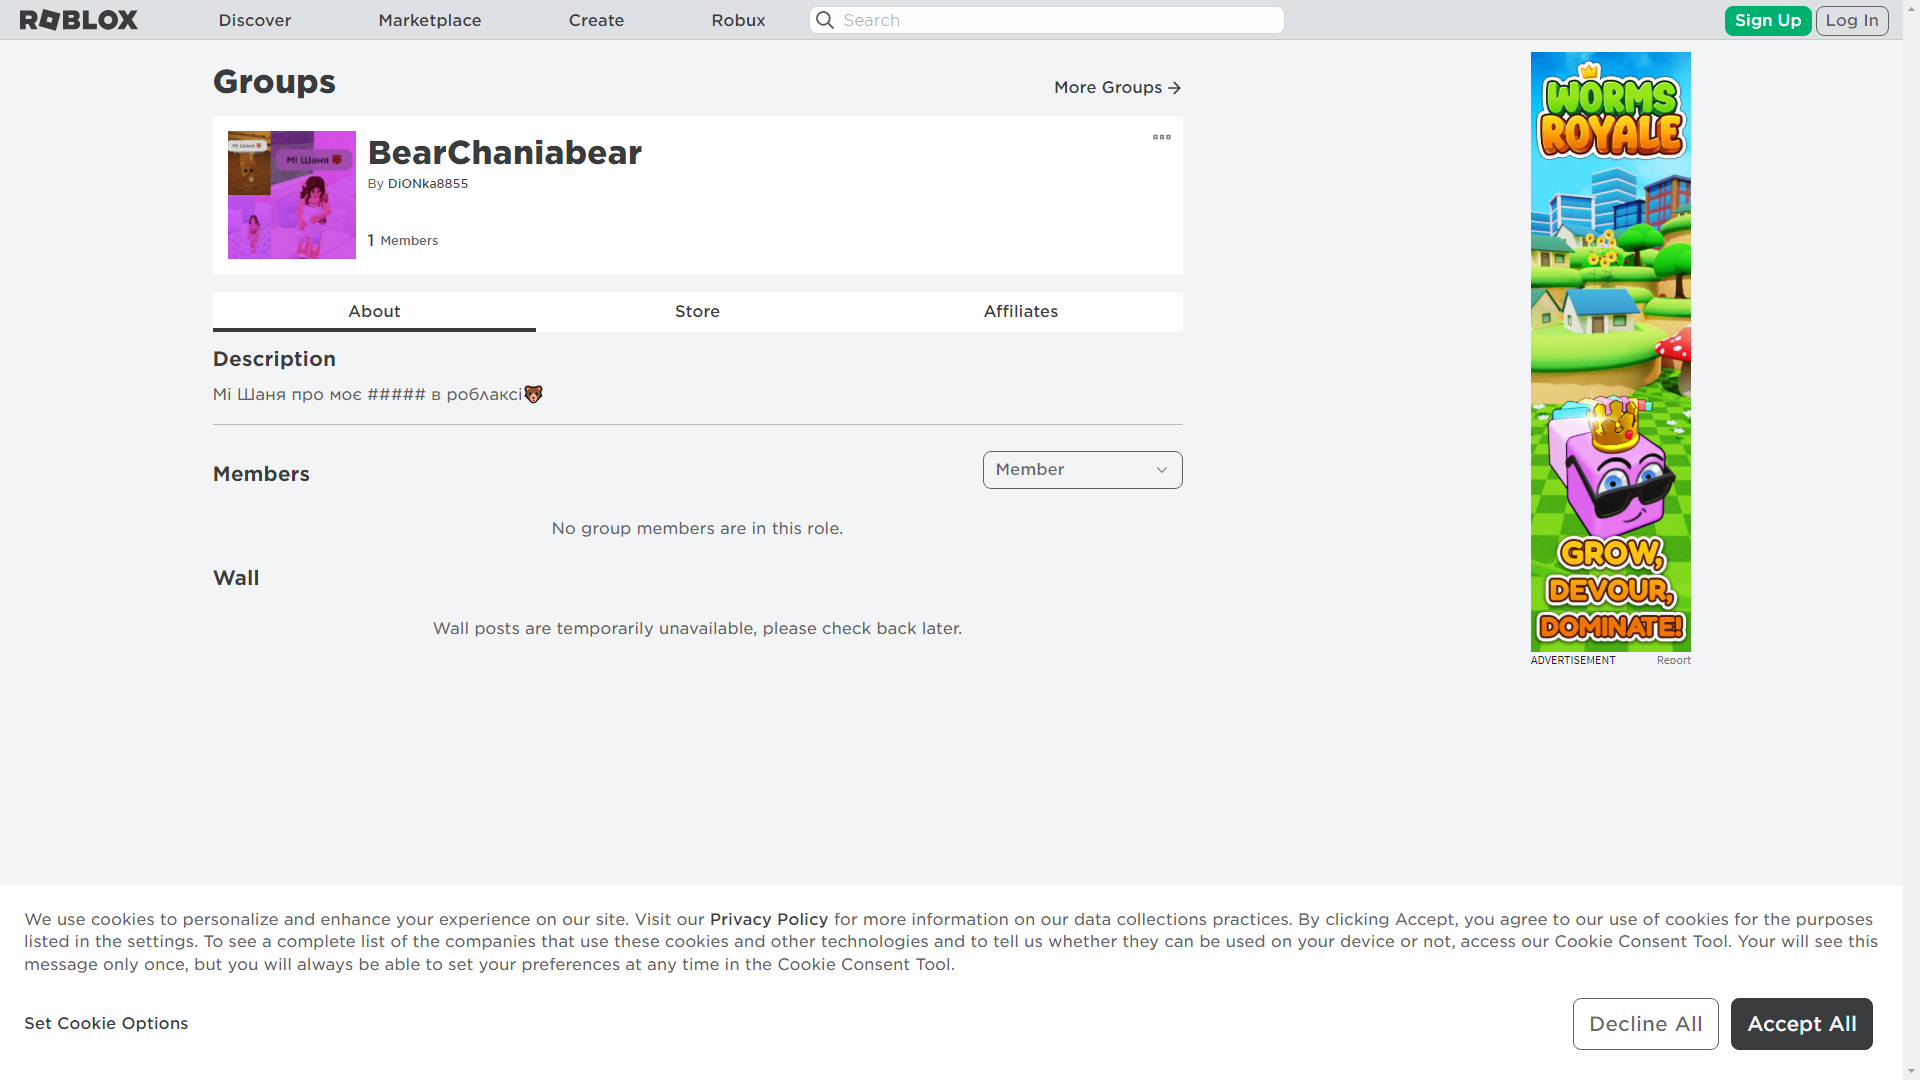 ROBLOX
Discover
Marketplace
Create
Robux
Search
Sign Up
Log In
Groups
More Groups
Мі Шаня
Мі Шаня
BearChaniabear
By DiONka8855
1 Members
About
Store
Affiliates
Description
Мі Шаня про моє ##### в роблаксі🐻
Members
Member
No group members are in this role.
Wall
Wall posts are temporarily unavailable, please check back later.
WORMS
ROYALE
GROW,
DEVOUR,
DOMINATE!
ADVERTISEMENT
Report
We use cookies to personalize and enhance your experience on our site. Visit our Privacy Policy for more information on our data collections practices. By clicking Accept, you agree to our use of cookies for the purposes
listed in the settings. To see a complete list of the companies that use these cookies and other technologies and to tell us whether they can be used on your device or not, access our Cookie Consent Tool. Your will see this
message only once, but you will always be able to set your preferences at any time in the Cookie Consent Tool.
Set Cookie Options
Decline All
Accept All